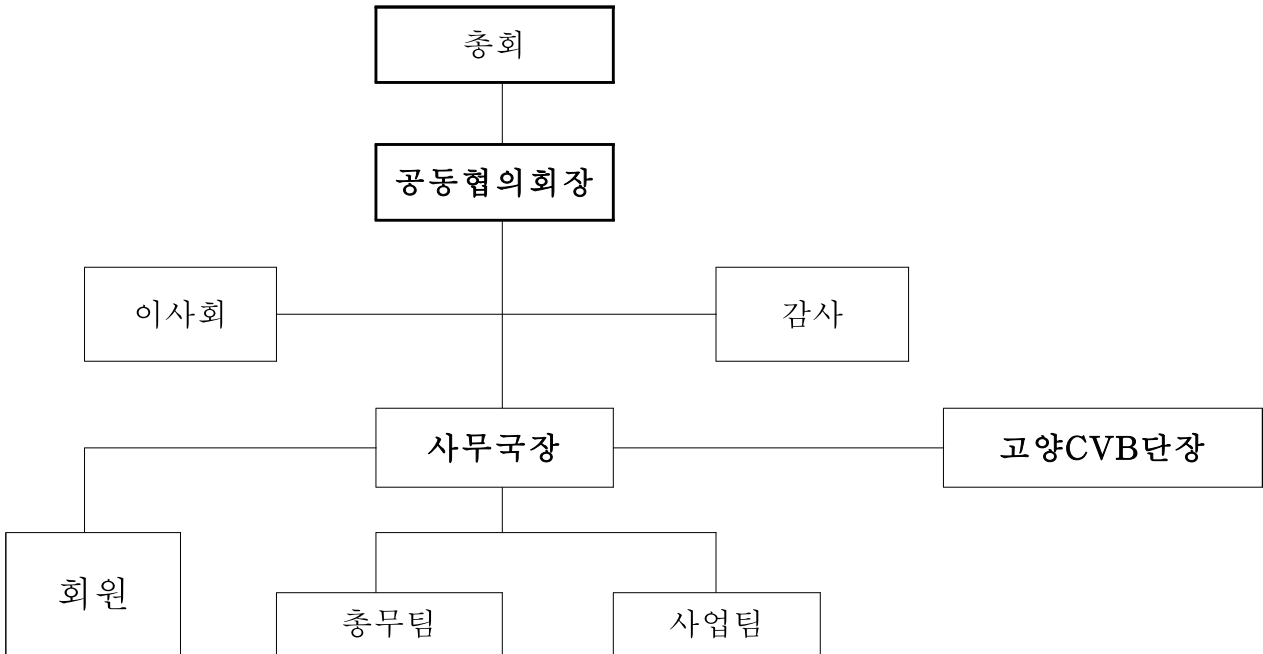 총회
공동협의회장
이사회
감사
사무국장
고양CVB단장
회원
총무팀
사업팀